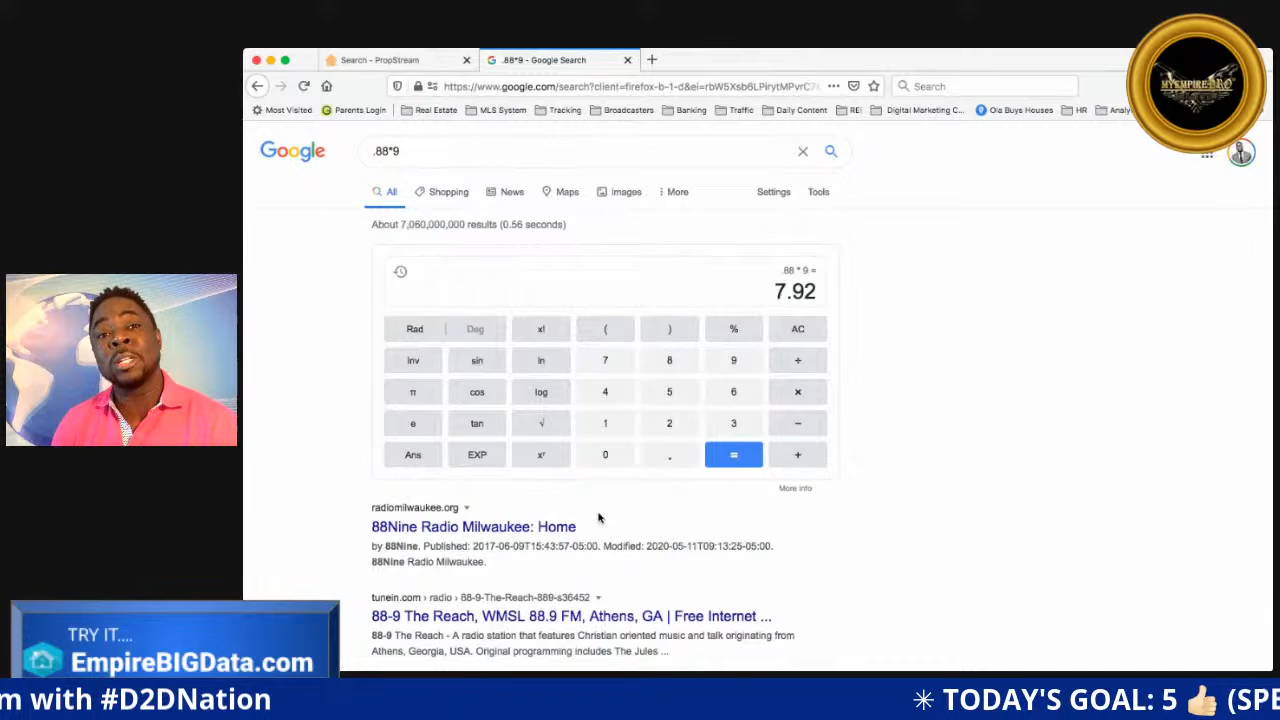 Search - PropStream
.88*9 - Google Search
https://www.google.com/search?client=firefox-b-1-d&ei=rbW5Xsb6LPirytMPvrC7
Search
MYEMPIREPRO
Most Visited
Parents Login
Real Estate
MLS System
Tracking
Broadcasters
Banking
Traffic
Daily Content
REI
Digital Marketing C...
Ola Buys Houses
HR
Google
.88*9
All
Shopping
News
Maps
Images
More
Settings
Tools
About 7,060,000,000 results (0.56 seconds)
.88 * 9 =
7.92
Rad Deg x! ( ) % AC
Inv sin ln 7 8 9 ÷
π cos log 4 5 6 ×
e tan √ 1 2 3 −
Ans EXP xʸ 0 . = +
More info
radiomilwaukee.org
88Nine Radio Milwaukee: Home
by 88Nine. Published: 2017-06-09T15:43:57-05:00. Modified: 2020-05-11T09:13:25-05:00.
88Nine Radio Milwaukee.
tunein.com › radio › 88-9-The-Reach-889-s36452
88-9 The Reach, WMSL 88.9 FM, Athens, GA | Free Internet ...
88-9 The Reach - A radio station that features Christian oriented music and talk originating from
Athens, Georgia, USA. Original programming includes The Jules ...
TRY IT....
EmpireBIGData.com
m with #D2DNation
✳ TODAY'S GOAL: 5 👍🏻 (SPE